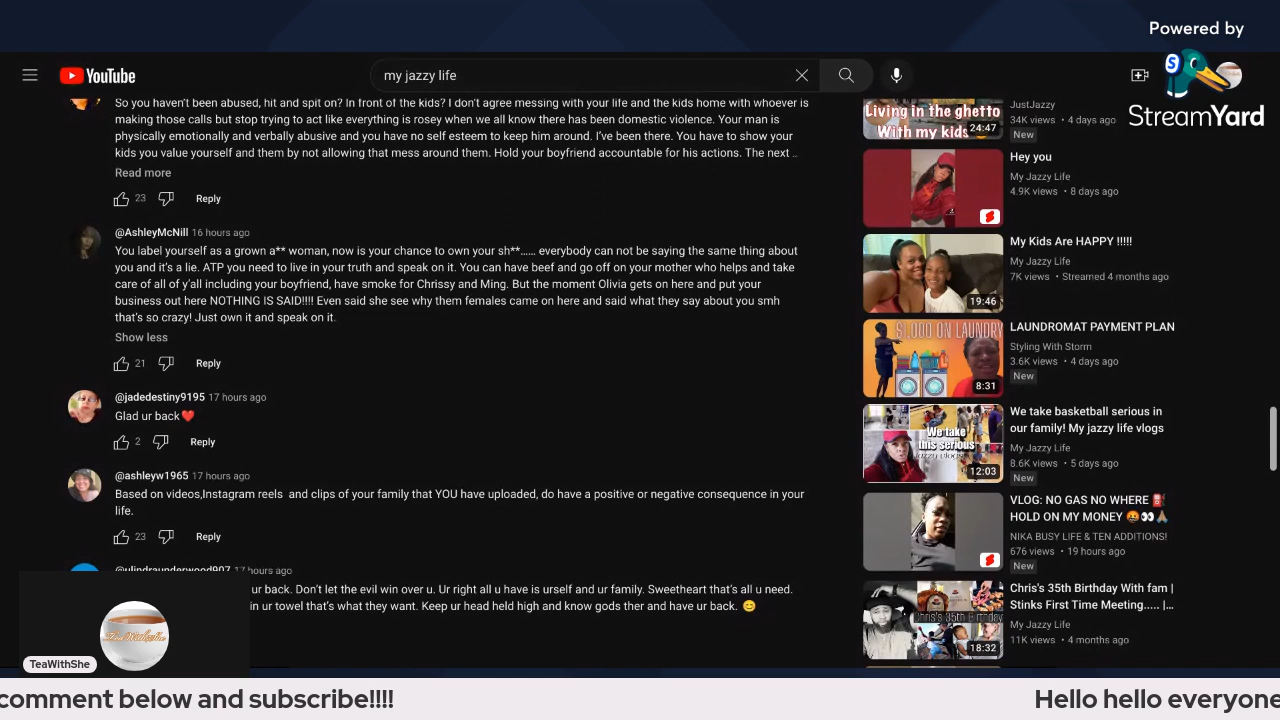 Powered by
StreamYard
YouTube
my jazzy life
So you haven't been abused, hit and spit on? In front of the kids? I don't agree messing with your life and the kids home with whoever is
making those calls but stop trying to act like everything is rosey when we all know there has been domestic violence. Your man is
physically emotionally and verbally abusive and you have no self esteem to keep him around. I've been there. You have to show your
kids you value yourself and them by not allowing that mess around them. Hold your boyfriend accountable for his actions. The next ..
Read more
23
Reply
@AshleyMcNill 16 hours ago
You label yourself as a grown a** woman, now is your chance to own your sh**...... everybody can not be saying the same thing about
you and it's a lie. ATP you need to live in your truth and speak on it. You can have beef and go off on your mother who helps and take
care of all of y'all including your boyfriend, have smoke for Chrissy and Ming. But the moment Olivia gets on here and put your
business out here NOTHING IS SAID!!!! Even said she see why them females came on here and said what they say about you smh
that's so crazy! Just own it and speak on it.
Show less
21
Reply
@jadedestiny9195 17 hours ago
Glad ur back❤️
2
Reply
@ashleyw1965 17 hours ago
Based on videos,Instagram reels and clips of your family that YOU have uploaded, do have a positive or negative consequence in your
life.
23
Reply
@ulindraunderwood907 17 hours ago
ur back. Don't let the evil win over u. Ur right all u have is urself and ur family. Sweetheart that's all u need.
in ur towel that's what they want. Keep ur head held high and know gods ther and have ur back. 😊
TeaWithShe
Living in the ghetto
With my kids
24:47
JustJazzy
34K views • 4 days ago
New
Hey you
My Jazzy Life
4.9K views • 8 days ago
19:46
My Kids Are HAPPY !!!!!
My Jazzy Life
7K views • Streamed 4 months ago
$1,000 ON LAUNDRY
8:31
LAUNDROMAT PAYMENT PLAN
Styling With Storm
3.6K views • 4 days ago
New
We take
this serious
jazzy vlogs
12:03
We take basketball serious in
our family! My jazzy life vlogs
My Jazzy Life
8.6K views • 5 days ago
New
VLOG: NO GAS NO WHERE ⛽
HOLD ON MY MONEY 🤬👀🙏🏽
NIKA BUSY LIFE & TEN ADDITIONS!
676 views • 19 hours ago
New
Chris's 35th Birthday
18:32
Chris's 35th Birthday With fam |
Stinks First Time Meeting..... |...
My Jazzy Life
11K views • 4 months ago
comment below and subscribe!!!!
Hello hello everyone